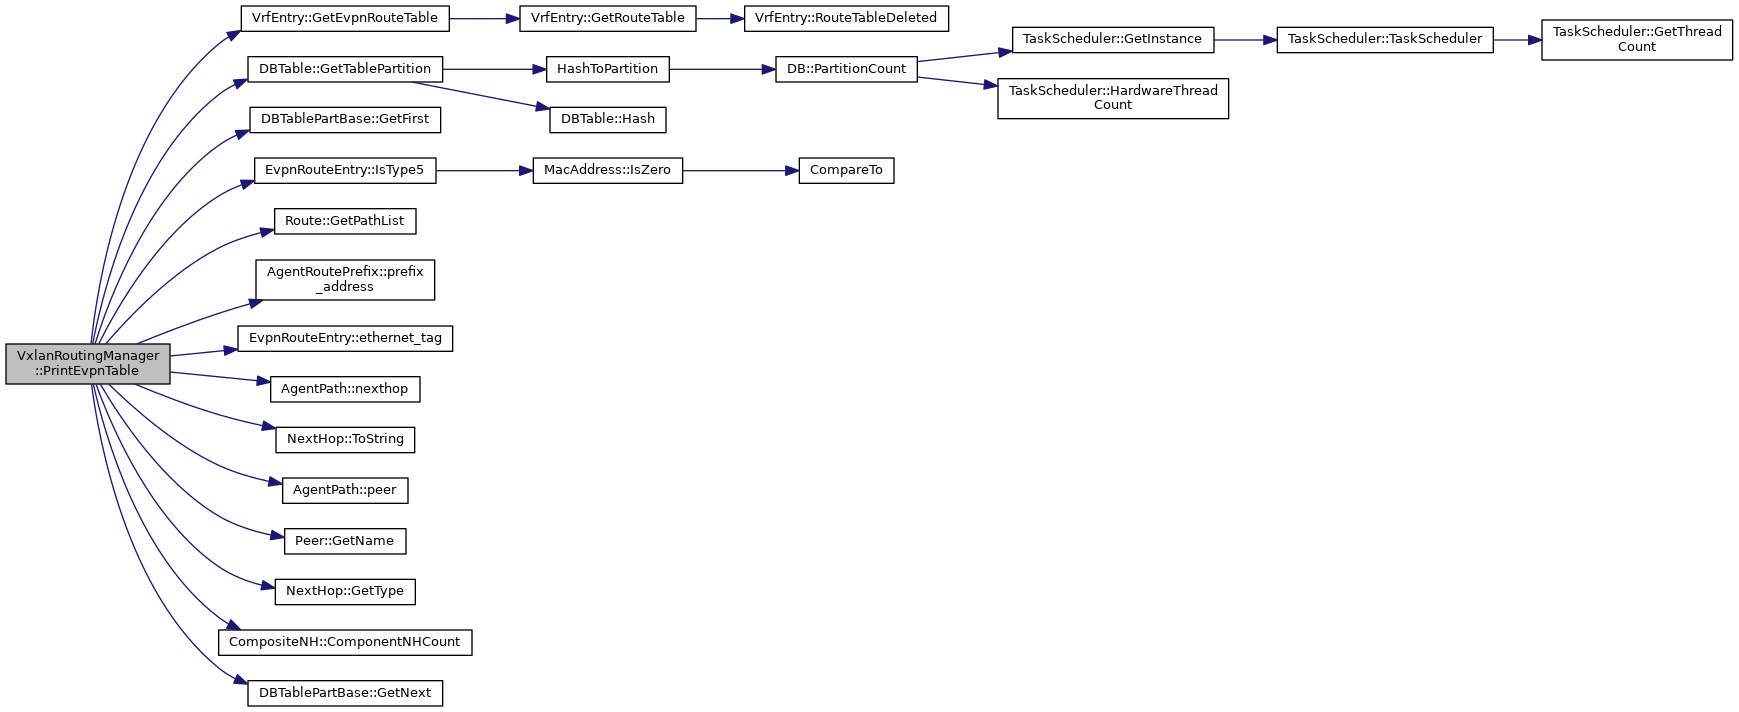 VrfEntry::GetEvpnRouteTable
VrfEntry::GetRouteTable
VrfEntry::RouteTableDeleted
TaskScheduler::GetInstance
TaskScheduler::TaskScheduler
TaskScheduler::GetThread
Count
DBTable::GetTablePartition
HashToPartition
DB::PartitionCount
TaskScheduler::HardwareThread
Count
DBTablePartBase::GetFirst
DBTable::Hash
EvpnRouteEntry::IsType5
MacAddress::IsZero
CompareTo
Route::GetPathList
AgentRoutePrefix::prefix
_address
EvpnRouteEntry::ethernet_tag
VxlanRoutingManager
::PrintEvpnTable
AgentPath::nexthop
NextHop::ToString
AgentPath::peer
Peer::GetName
NextHop::GetType
CompositeNH::ComponentNHCount
DBTablePartBase::GetNext